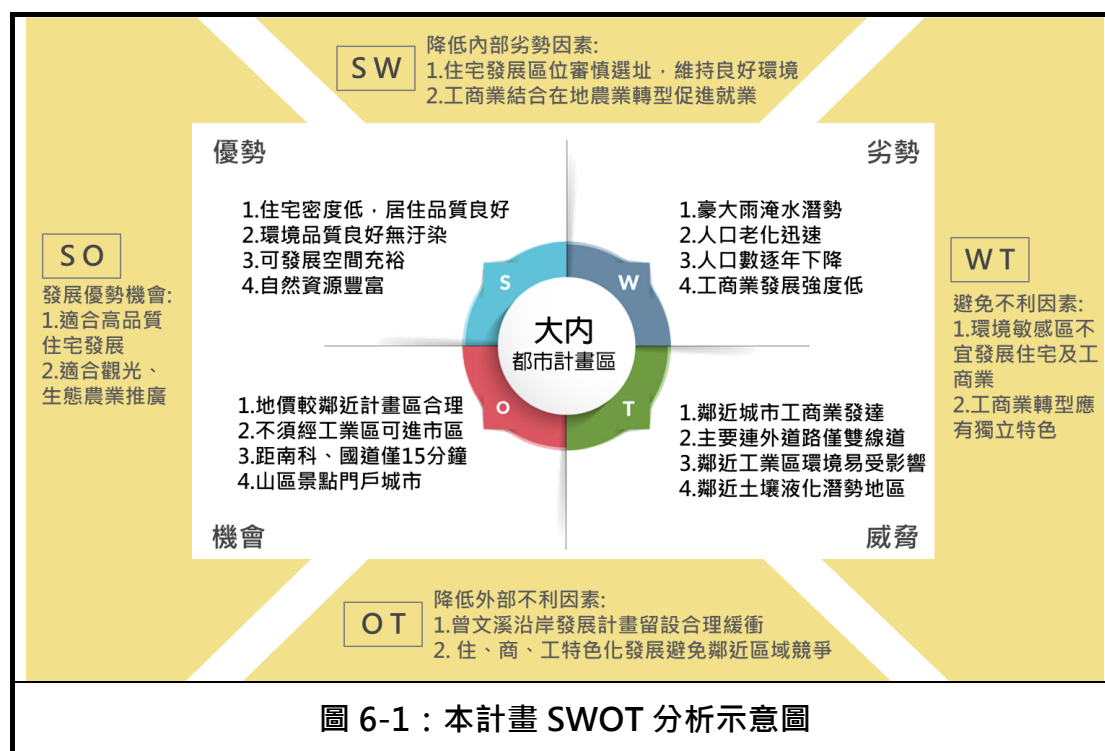 SW
降低內部劣勢因素:
1.住宅發展區位審慎選址，維持良好環境
2.工商業結合在地農業轉型促進就業
優勢
1.住宅密度低，居住品質良好
2.環境品質良好無汙染
3.可發展空間充裕
4.自然資源豐富
劣勢
1.豪大雨淹水潛勢
2.人口老化迅速
3.人口數逐年下降
4.工商業發展強度低
SO
發展優勢機會:
1.適合高品質
住宅發展
2.適合觀光、
生態農業推廣
S
W
大内
都市計畫區
O
T
WT
避免不利因素:
1.環境敏感區不
宜發展住宅及工
商業
2.工商業轉型應
有獨立特色
1.地價較鄰近計畫區合理
2.不須經工業區可進市區
3.距南科、國道僅15分鐘
4.山區景點門戶城市
機會
1.鄰近城市工商業發達
2.主要連外道路僅雙線道
3.鄰近工業區環境易受影響
4.鄰近土壤液化潛勢地區
威脅
OT
降低外部不利因素:
1.曾文溪沿岸發展計畫留設合理緩衝
2. 住、商、工特色化發展避免鄰近區域競爭
圖 6-1：本計畫 SWOT 分析示意圖